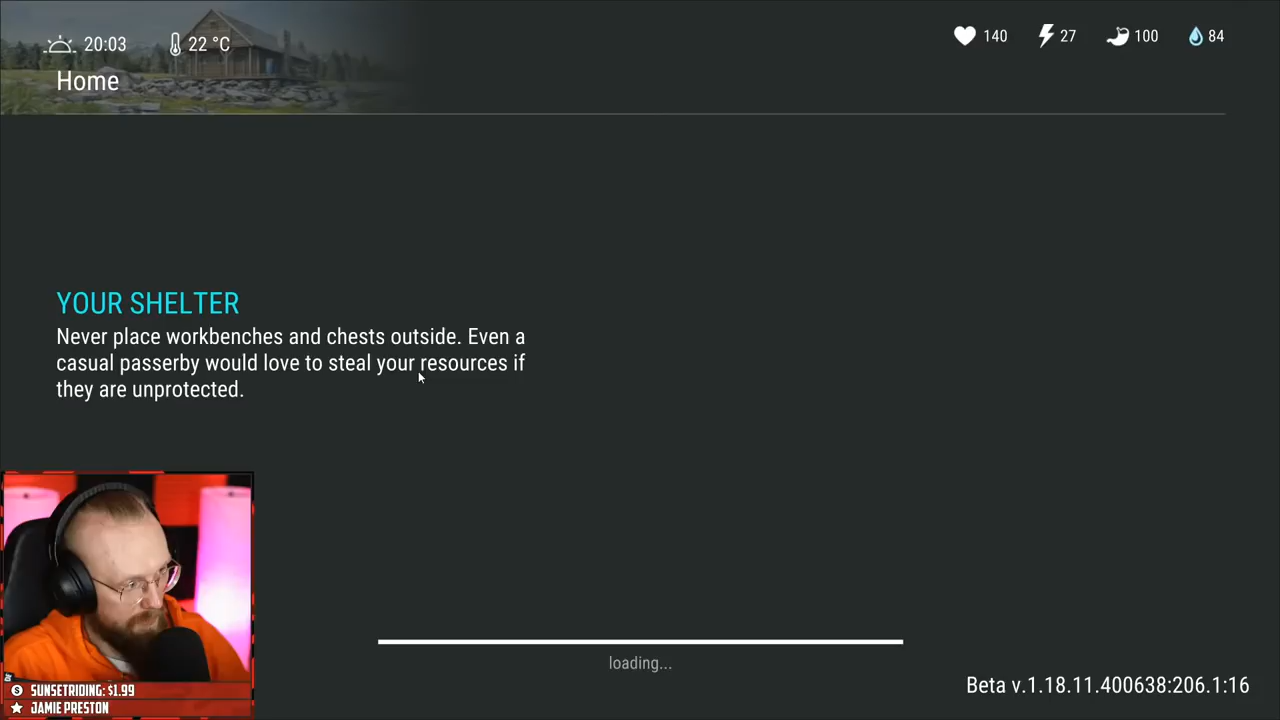 20:03 22 °C
Home
140 27 100 84
YOUR SHELTER
Never place workbenches and chests outside. Even a
casual passerby would love to steal your resources if
they are unprotected.
loading...
Beta v.1.18.11.400638:206.1:16
SUNSETRIDING: $1.99
JAMIE PRESTON